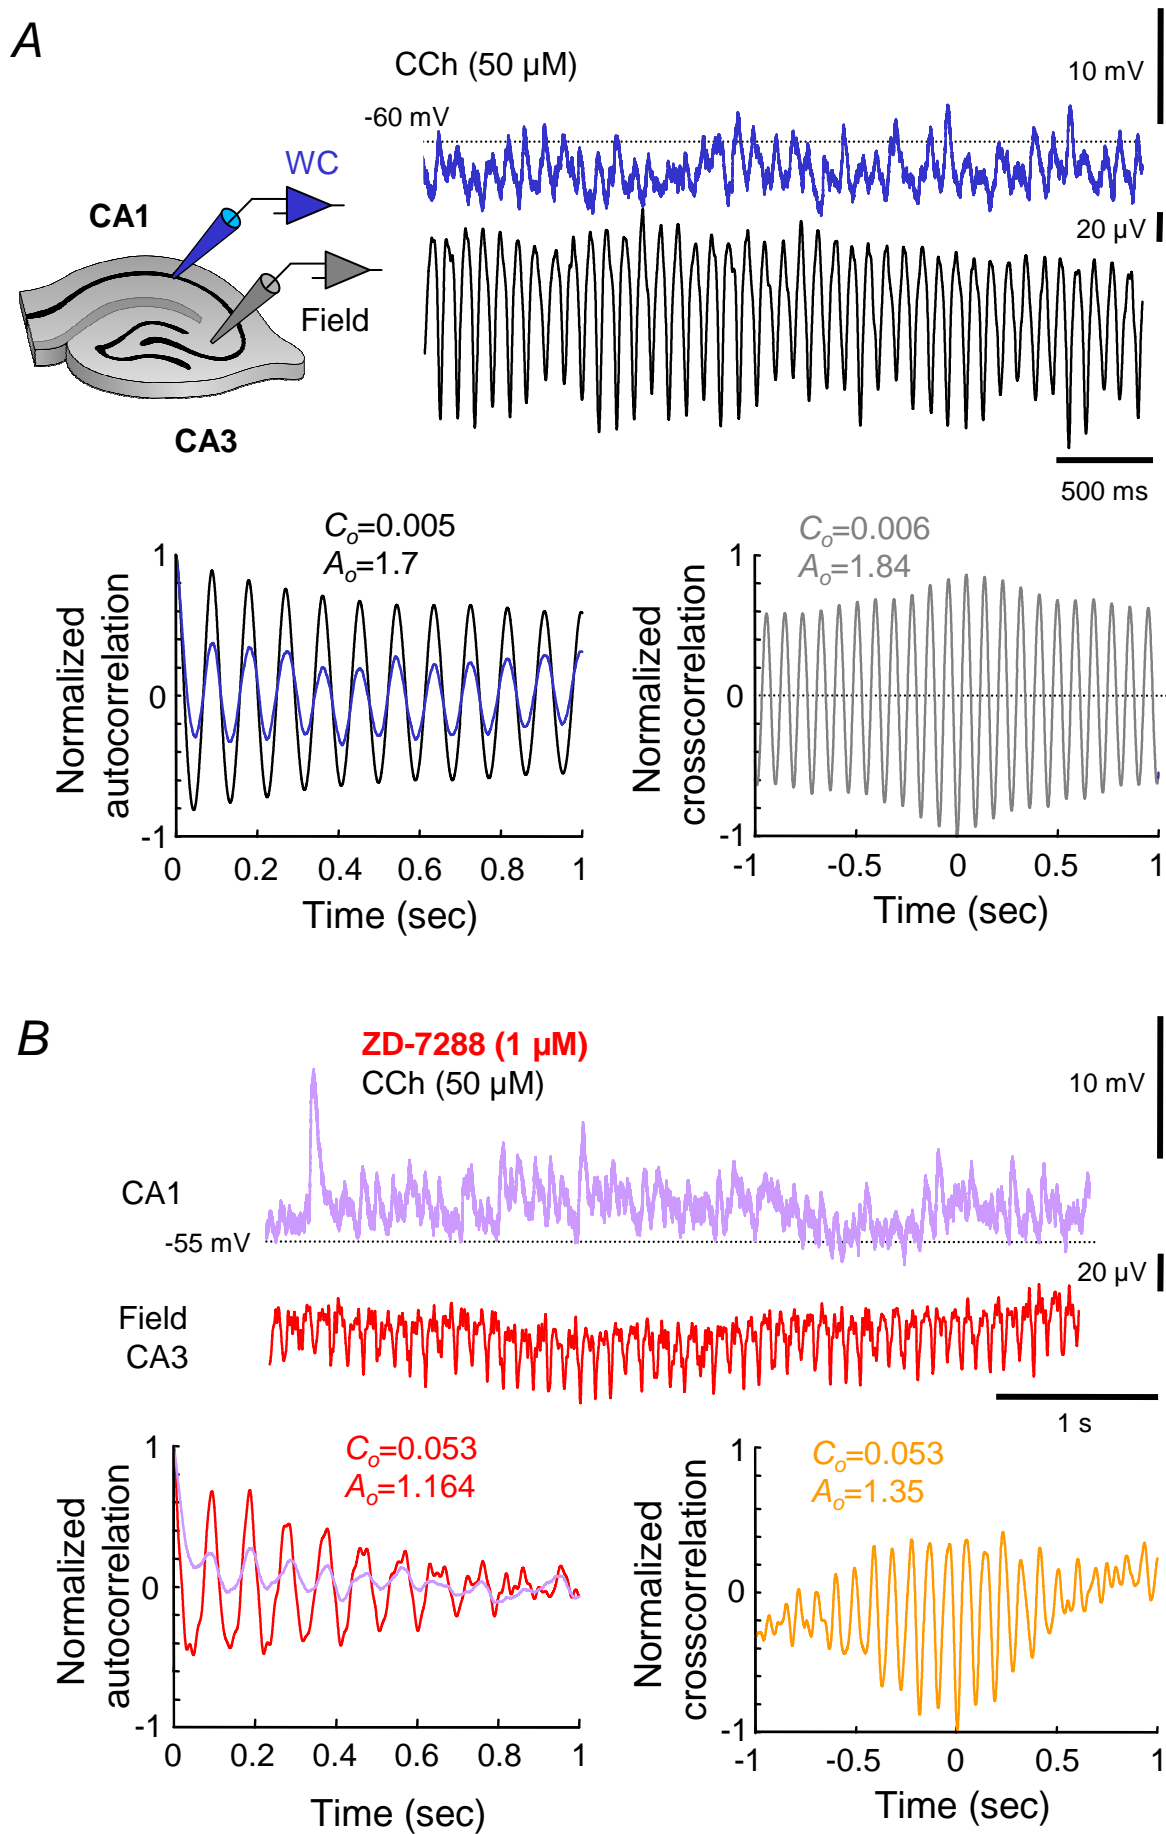 A
CCh (50 µM)
10 mV
-60 mV
WC
CA1
20 µV
Field
CA3
500 ms
Co=0.005
Ao=1.7
Normalized
autocorrelation
1
0
-1
0 0.2 0.4 0.6 0.8 1
Time (sec)
Co=0.006
Ao=1.84
Normalized
crosscorrelation
1
0
-1
-1 -0.5 0 0.5 1
Time (sec)
B
ZD-7288 (1 µM)
CCh (50 µM)
10 mV
CA1
-55 mV
20 µV
Field
CA3
1 s
Co=0.053
Ao=1.164
Normalized
autocorrelation
1
0
-1
0 0.2 0.4 0.6 0.8 1
Time (sec)
Co=0.053
Ao=1.35
Normalized
crosscorrelation
1
0
-1
-1 -0.5 0 0.5 1
Time (sec)